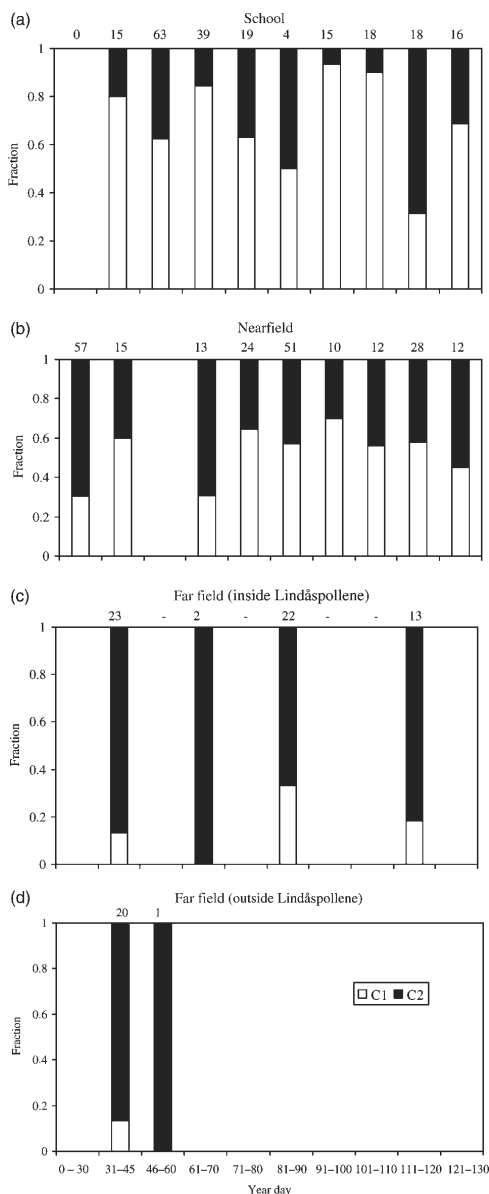 (a) School
0 15 63 39 19 4 15 18 18 16
1
0.8
0.6
0.4
0.2
0
Fraction
(b) Nearfield
57 15 13 24 51 10 12 28 12
1
0.8
0.6
0.4
0.2
0
Fraction
(c) Far field (inside Lindåspollene)
23 - 2 - 22 - - 13
1
0.8
0.6
0.4
0.2
0
Fraction
(d) Far field (outside Lindåspollene)
20 1
1
0.8
0.6
0.4
0.2
0
Fraction
C1 C2
0–30 31–45 46–60 61–70 71–80 81–90 91–100 101–110 111–120 121-130
Year day